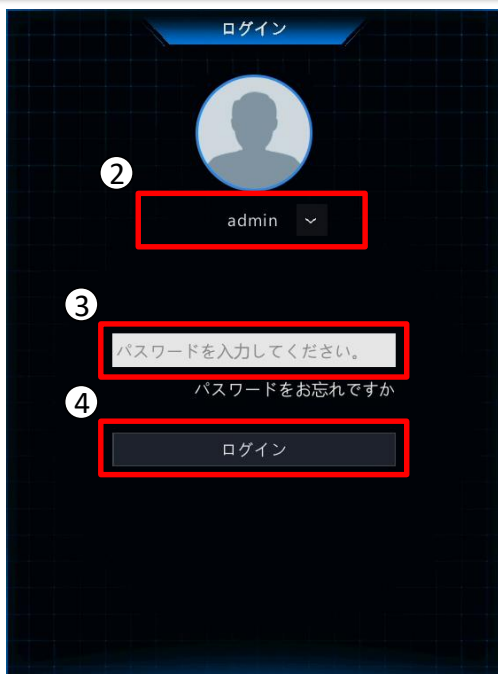 ログイン
②
admin
③
パスワードを入力してください。
パスワードをお忘れですか
④
ログイン